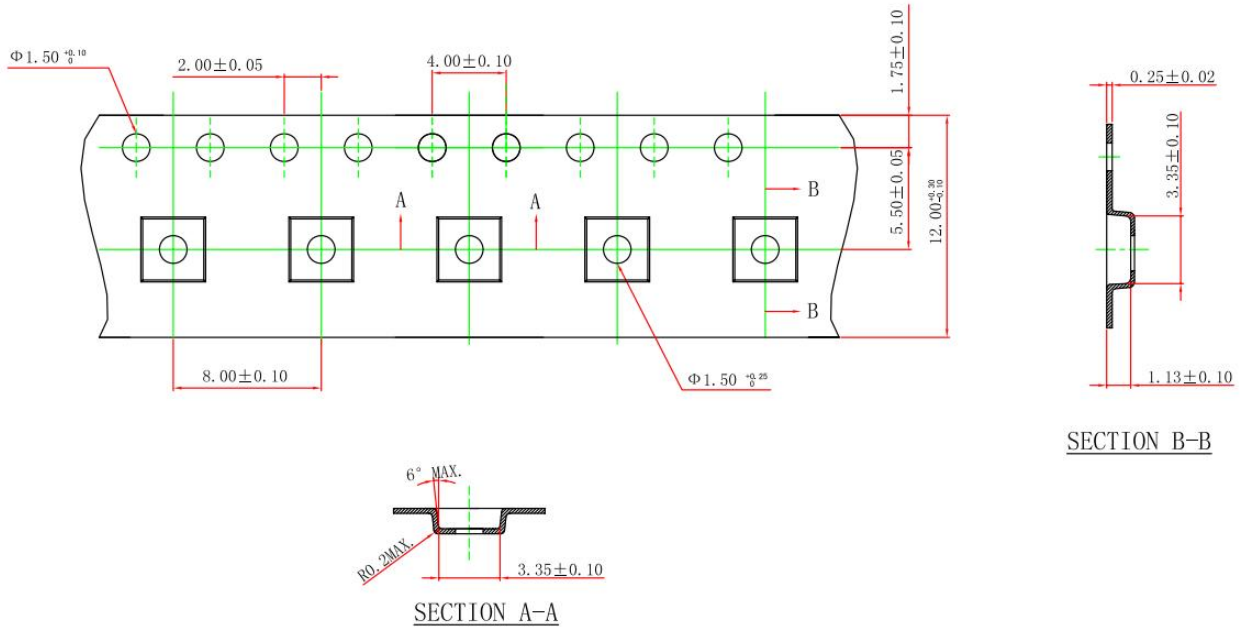 Φ1.50 +0.10 0
2.00±0.05
4.00±0.10
1.75±0.10
0.25±0.02
3.35±0.10
A
A
B
5.50±0.05
12.00 +0.30 -0.10
B
8.00±0.10
Φ1.50 +0.25 0
1.13±0.10
SECTION B-B
6° MAX.
R0.2MAX.
3.35±0.10
SECTION A-A